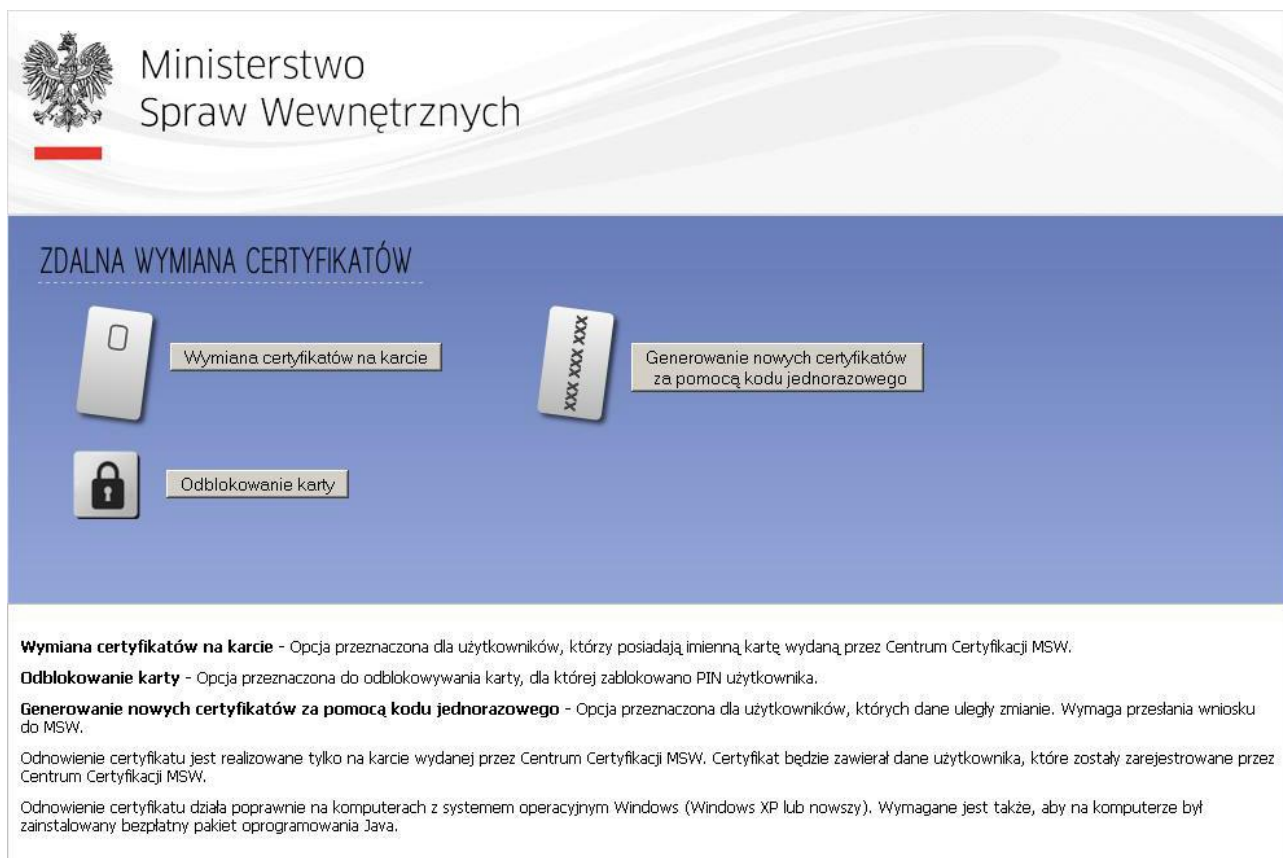 Ministerstwo
Spraw Wewnętrznych
ZDALNA WYMIANA CERTYFIKATÓW
Wymiana certyfikatów na karcie
XXX XXX XXX
Generowanie nowych certyfikatów
za pomocą kodu jednorazowego
Odblokowanie karty
Wymiana certyfikatów na karcie - Opcja przeznaczona dla użytkowników, którzy posiadają imienną kartę wydaną przez Centrum Certyfikacji MSW.
Odblokowanie karty - Opcja przeznaczona do odblokowywania karty, dla której zablokowano PIN użytkownika.
Generowanie nowych certyfikatów za pomocą kodu jednorazowego - Opcja przeznaczona dla użytkowników, których dane uległy zmianie. Wymaga przesłania wniosku
do MSW.
Odnowienie certyfikatu jest realizowane tylko na karcie wydanej przez Centrum Certyfikacji MSW. Certyfikat będzie zawierał dane użytkownika, które zostały zarejestrowane przez
Centrum Certyfikacji MSW.
Odnowienie certyfikatu działa poprawnie na komputerach z systemem operacyjnym Windows (Windows XP lub nowszy). Wymagane jest także, aby na komputerze był
zainstalowany bezpłatny pakiet oprogramowania Java.